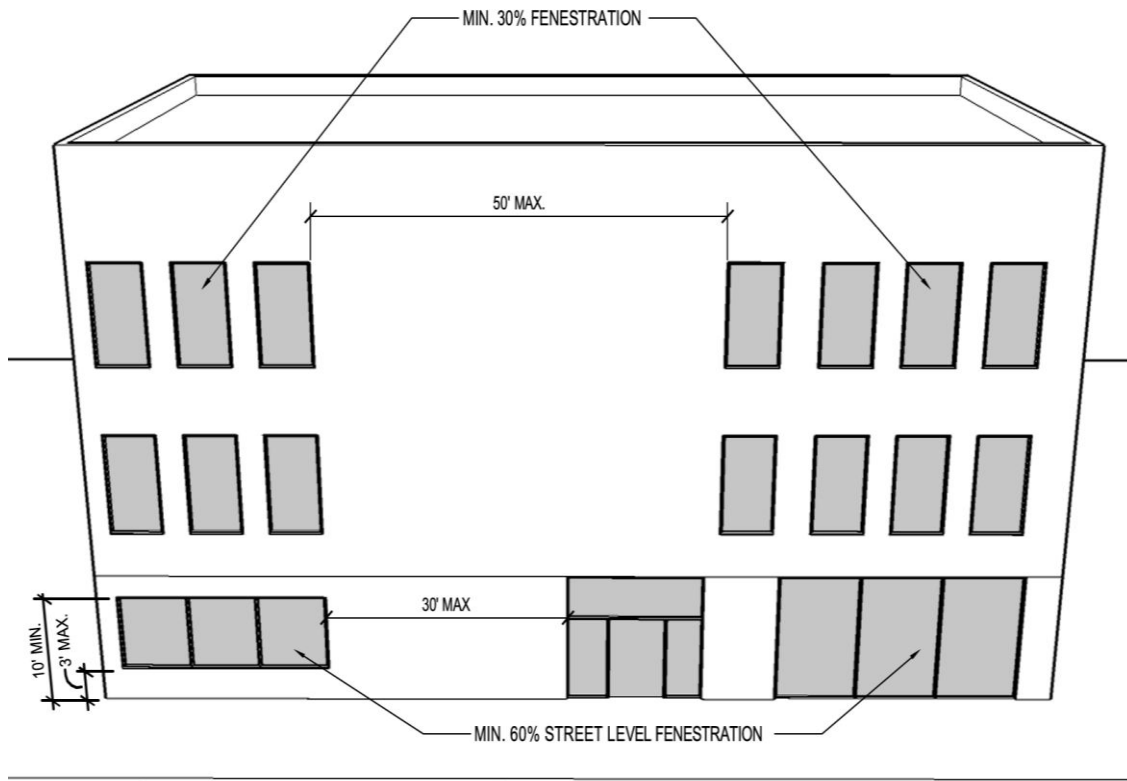 MIN. 30% FENESTRATION
50' MAX.
30' MAX
10' MIN.
3' MAX.
MIN. 60% STREET LEVEL FENESTRATION